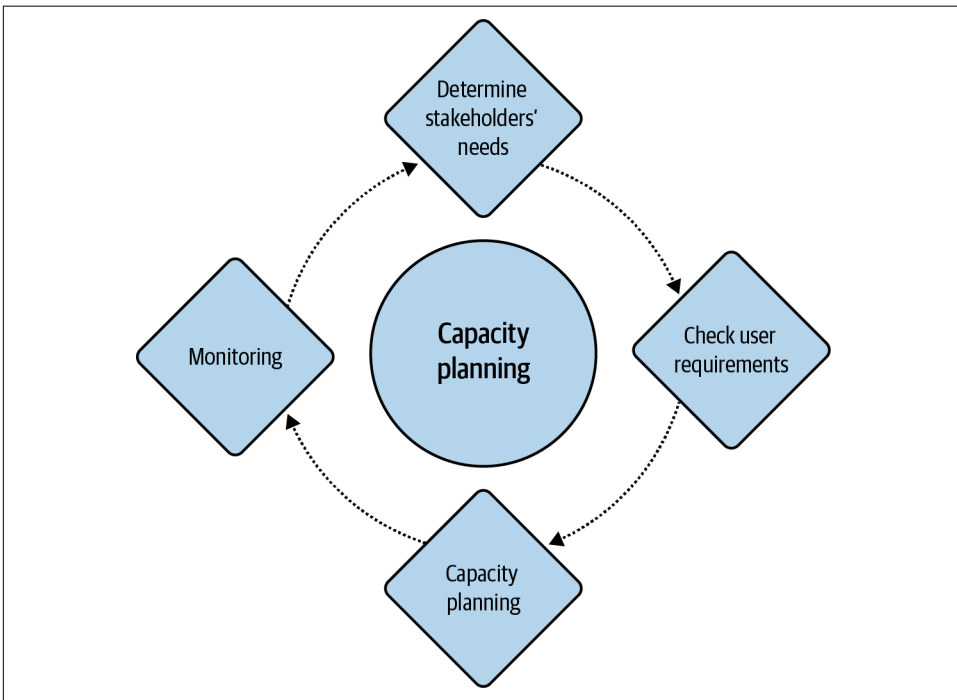 Determine
stakeholders’
needs
Check user
requirements
Capacity
planning
Monitoring
Capacity
planning